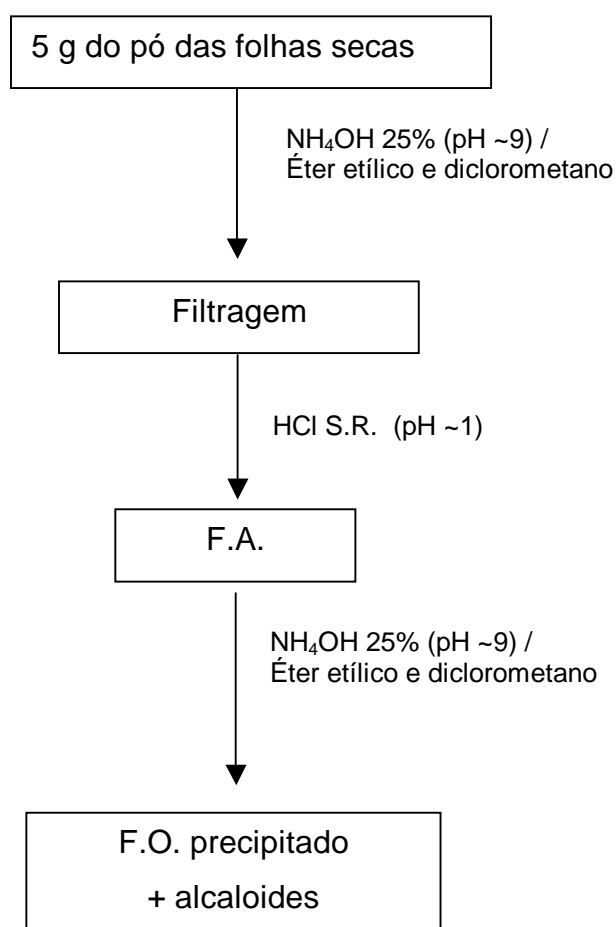 5 g do pó das folhas secas
NH₄OH 25% (pH ~9) /
Éter etílico e diclorometano
Filtragem
HCl S.R. (pH ~1)
F.A.
NH₄OH 25% (pH ~9) /
Éter etílico e diclorometano
F.O. precipitado
+ alcaloides